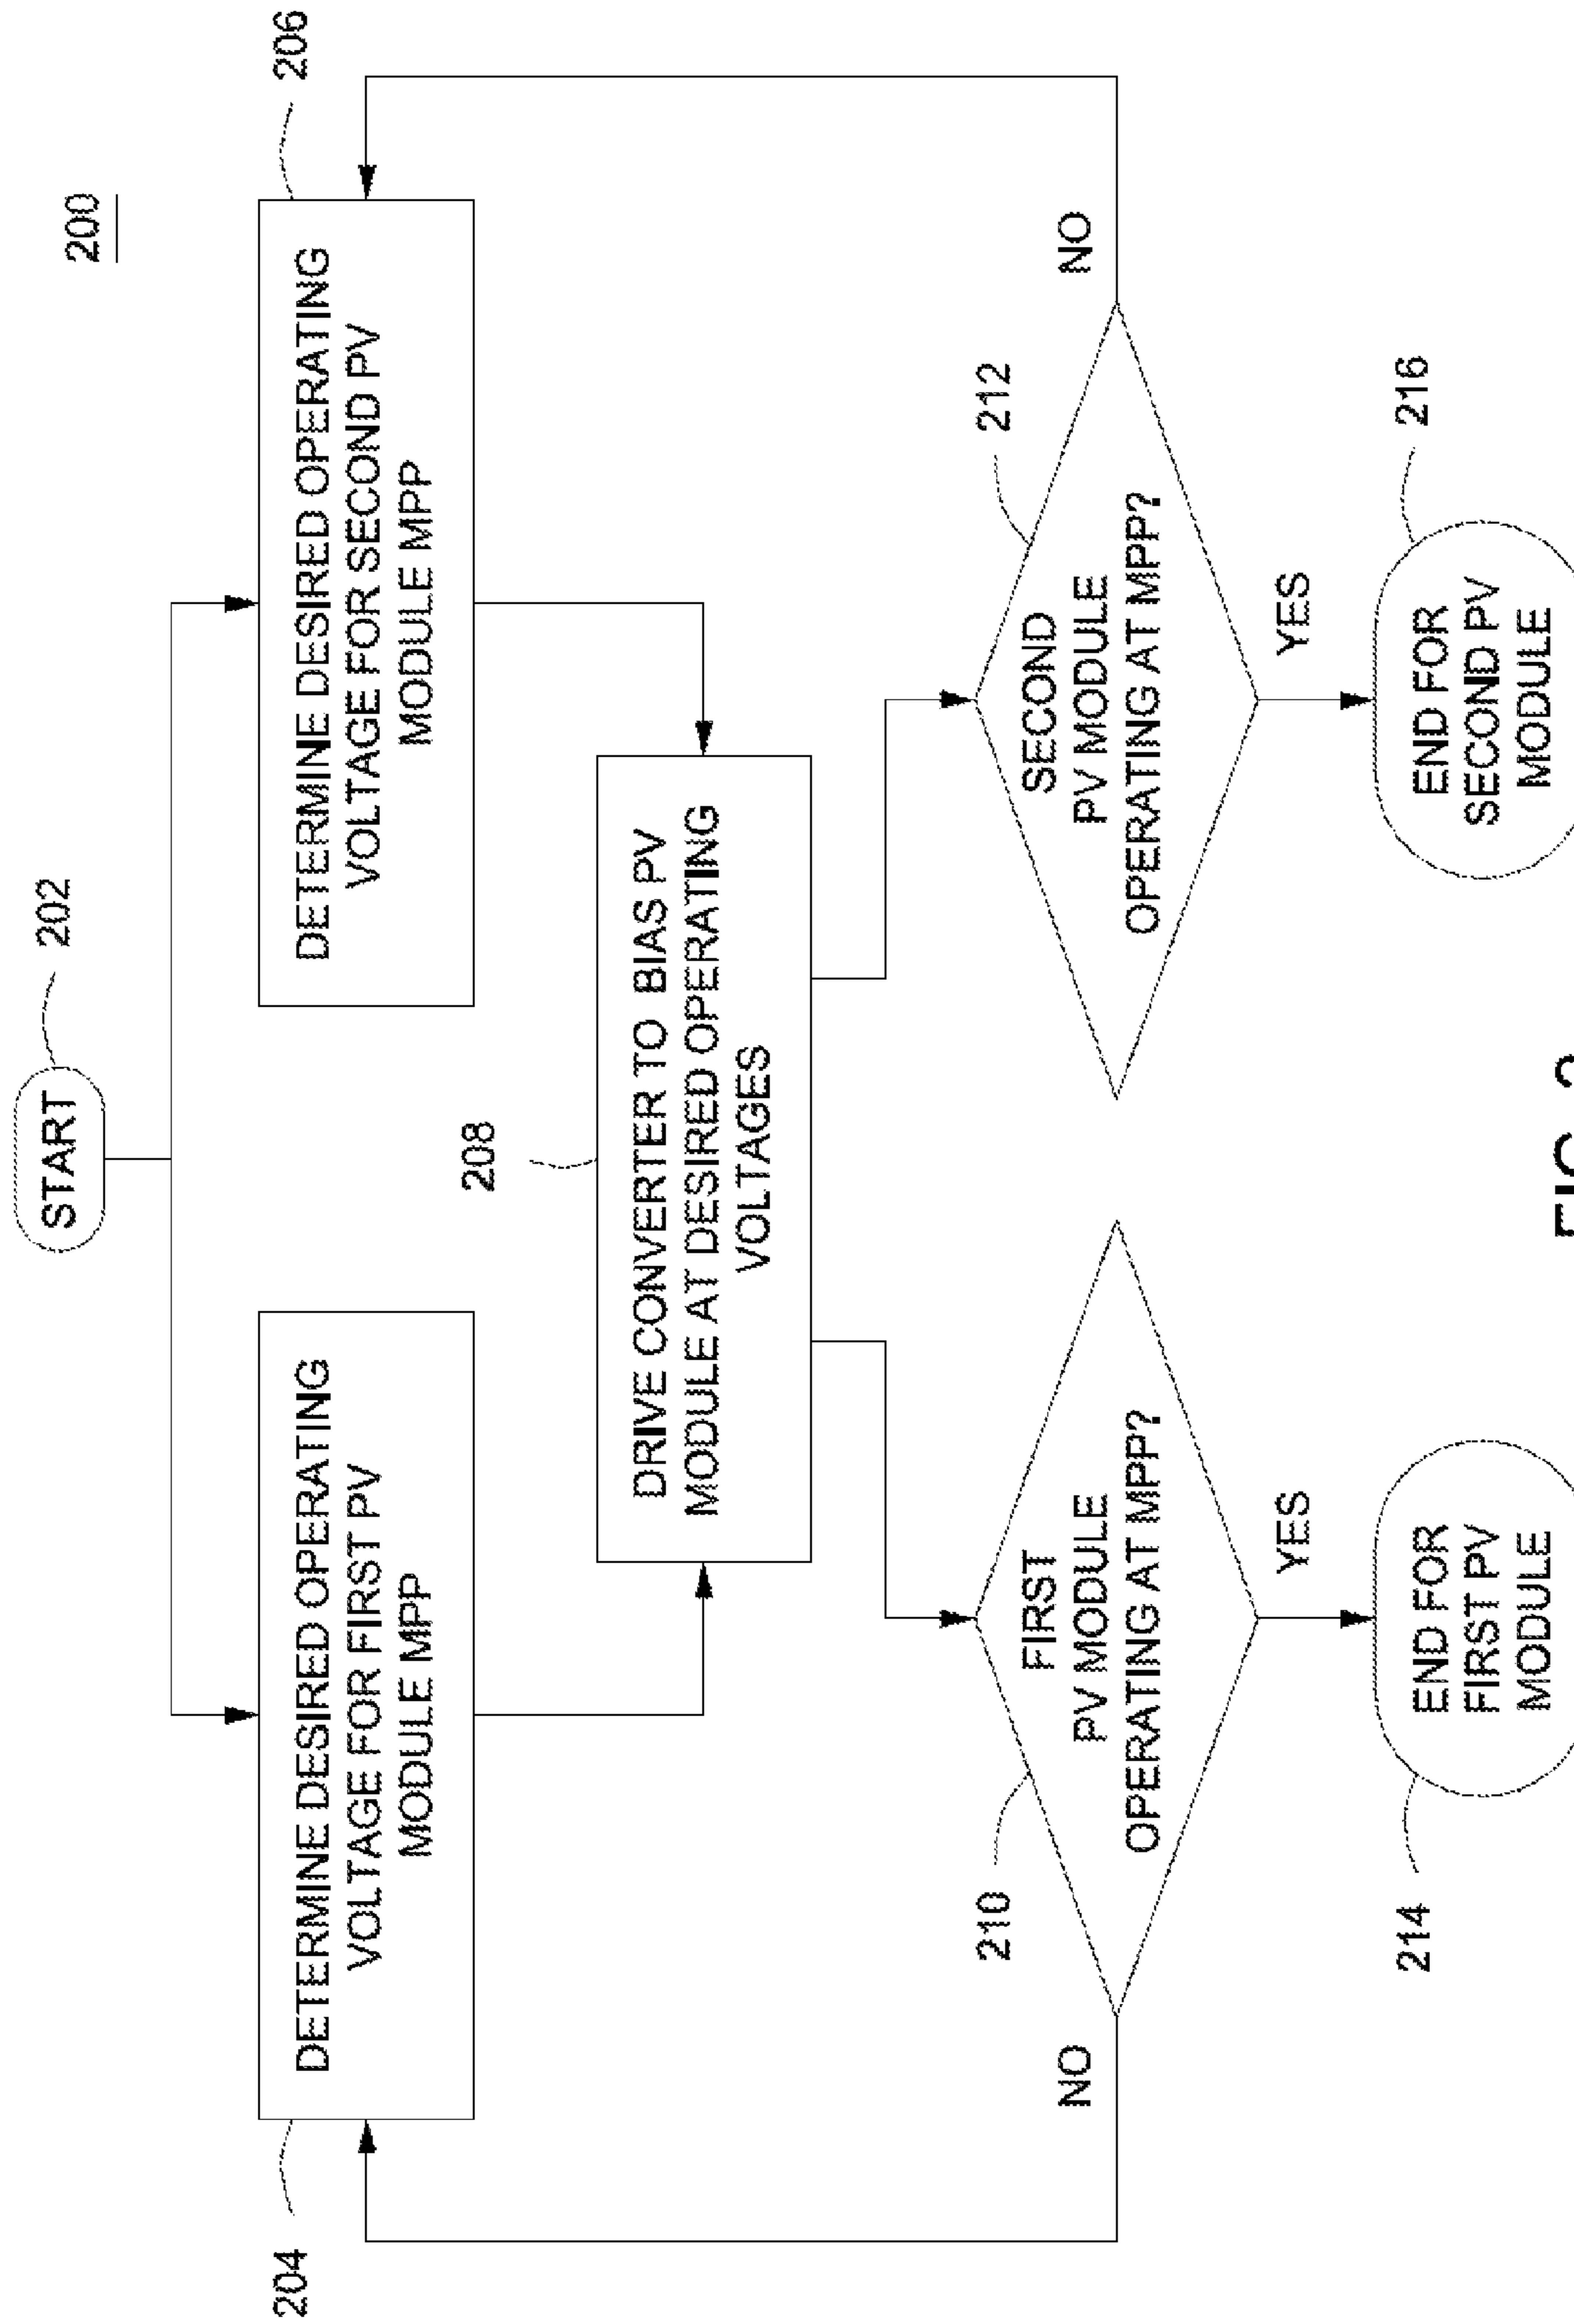 200
START
202
DETERMINE DESIRED OPERATING
VOLTAGE FOR FIRST PV
MODULE MPP
204
DETERMINE DESIRED OPERATING
VOLTAGE FOR SECOND PV
MODULE MPP
206
208
DRIVE CONVERTER TO BIAS PV
MODULE AT DESIRED OPERATING
VOLTAGES
NO
210
FIRST
PV MODULE
OPERATING AT MPP?
YES
SECOND
PV MODULE
OPERATING AT MPP?
212
NO
YES
214
END FOR
FIRST PV
MODULE
END FOR
SECOND PV
MODULE
216